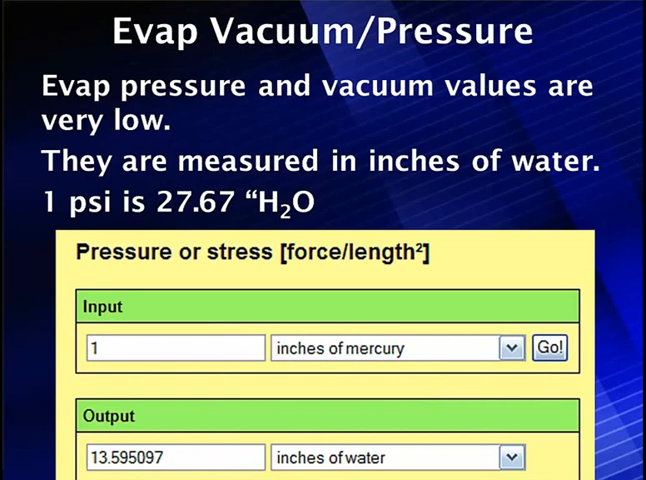 Evap Vacuum/Pressure
Evap pressure and vacuum values are
very low.
They are measured in inches of water.
1 psi is 27.67 “H₂O
Pressure or stress [force/length²]
Input
1 inches of mercury Go!
Output
13.595097 inches of water